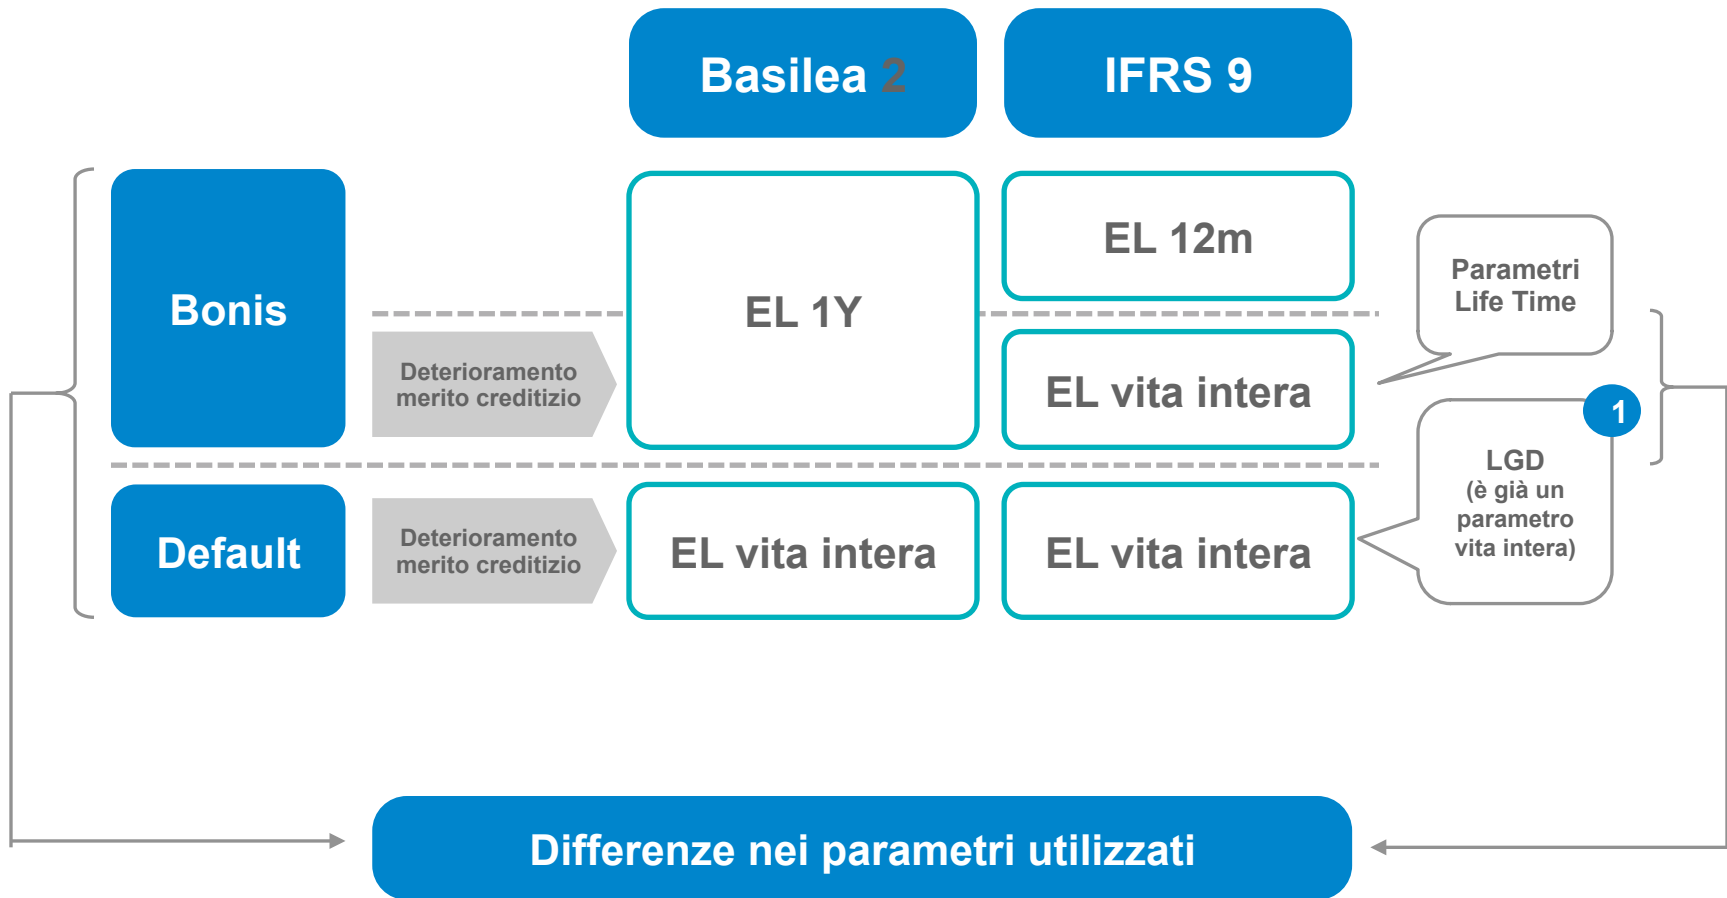 Basilea 2
IFRS 9
Bonis
Deterioramento
merito creditizio
EL 1Y
EL 12m
EL vita intera
Parametri
Life Time
Default
Deterioramento
merito creditizio
EL vita intera
EL vita intera
1
LGD
(è già un
parametro
vita intera)
Differenze nei parametri utilizzati